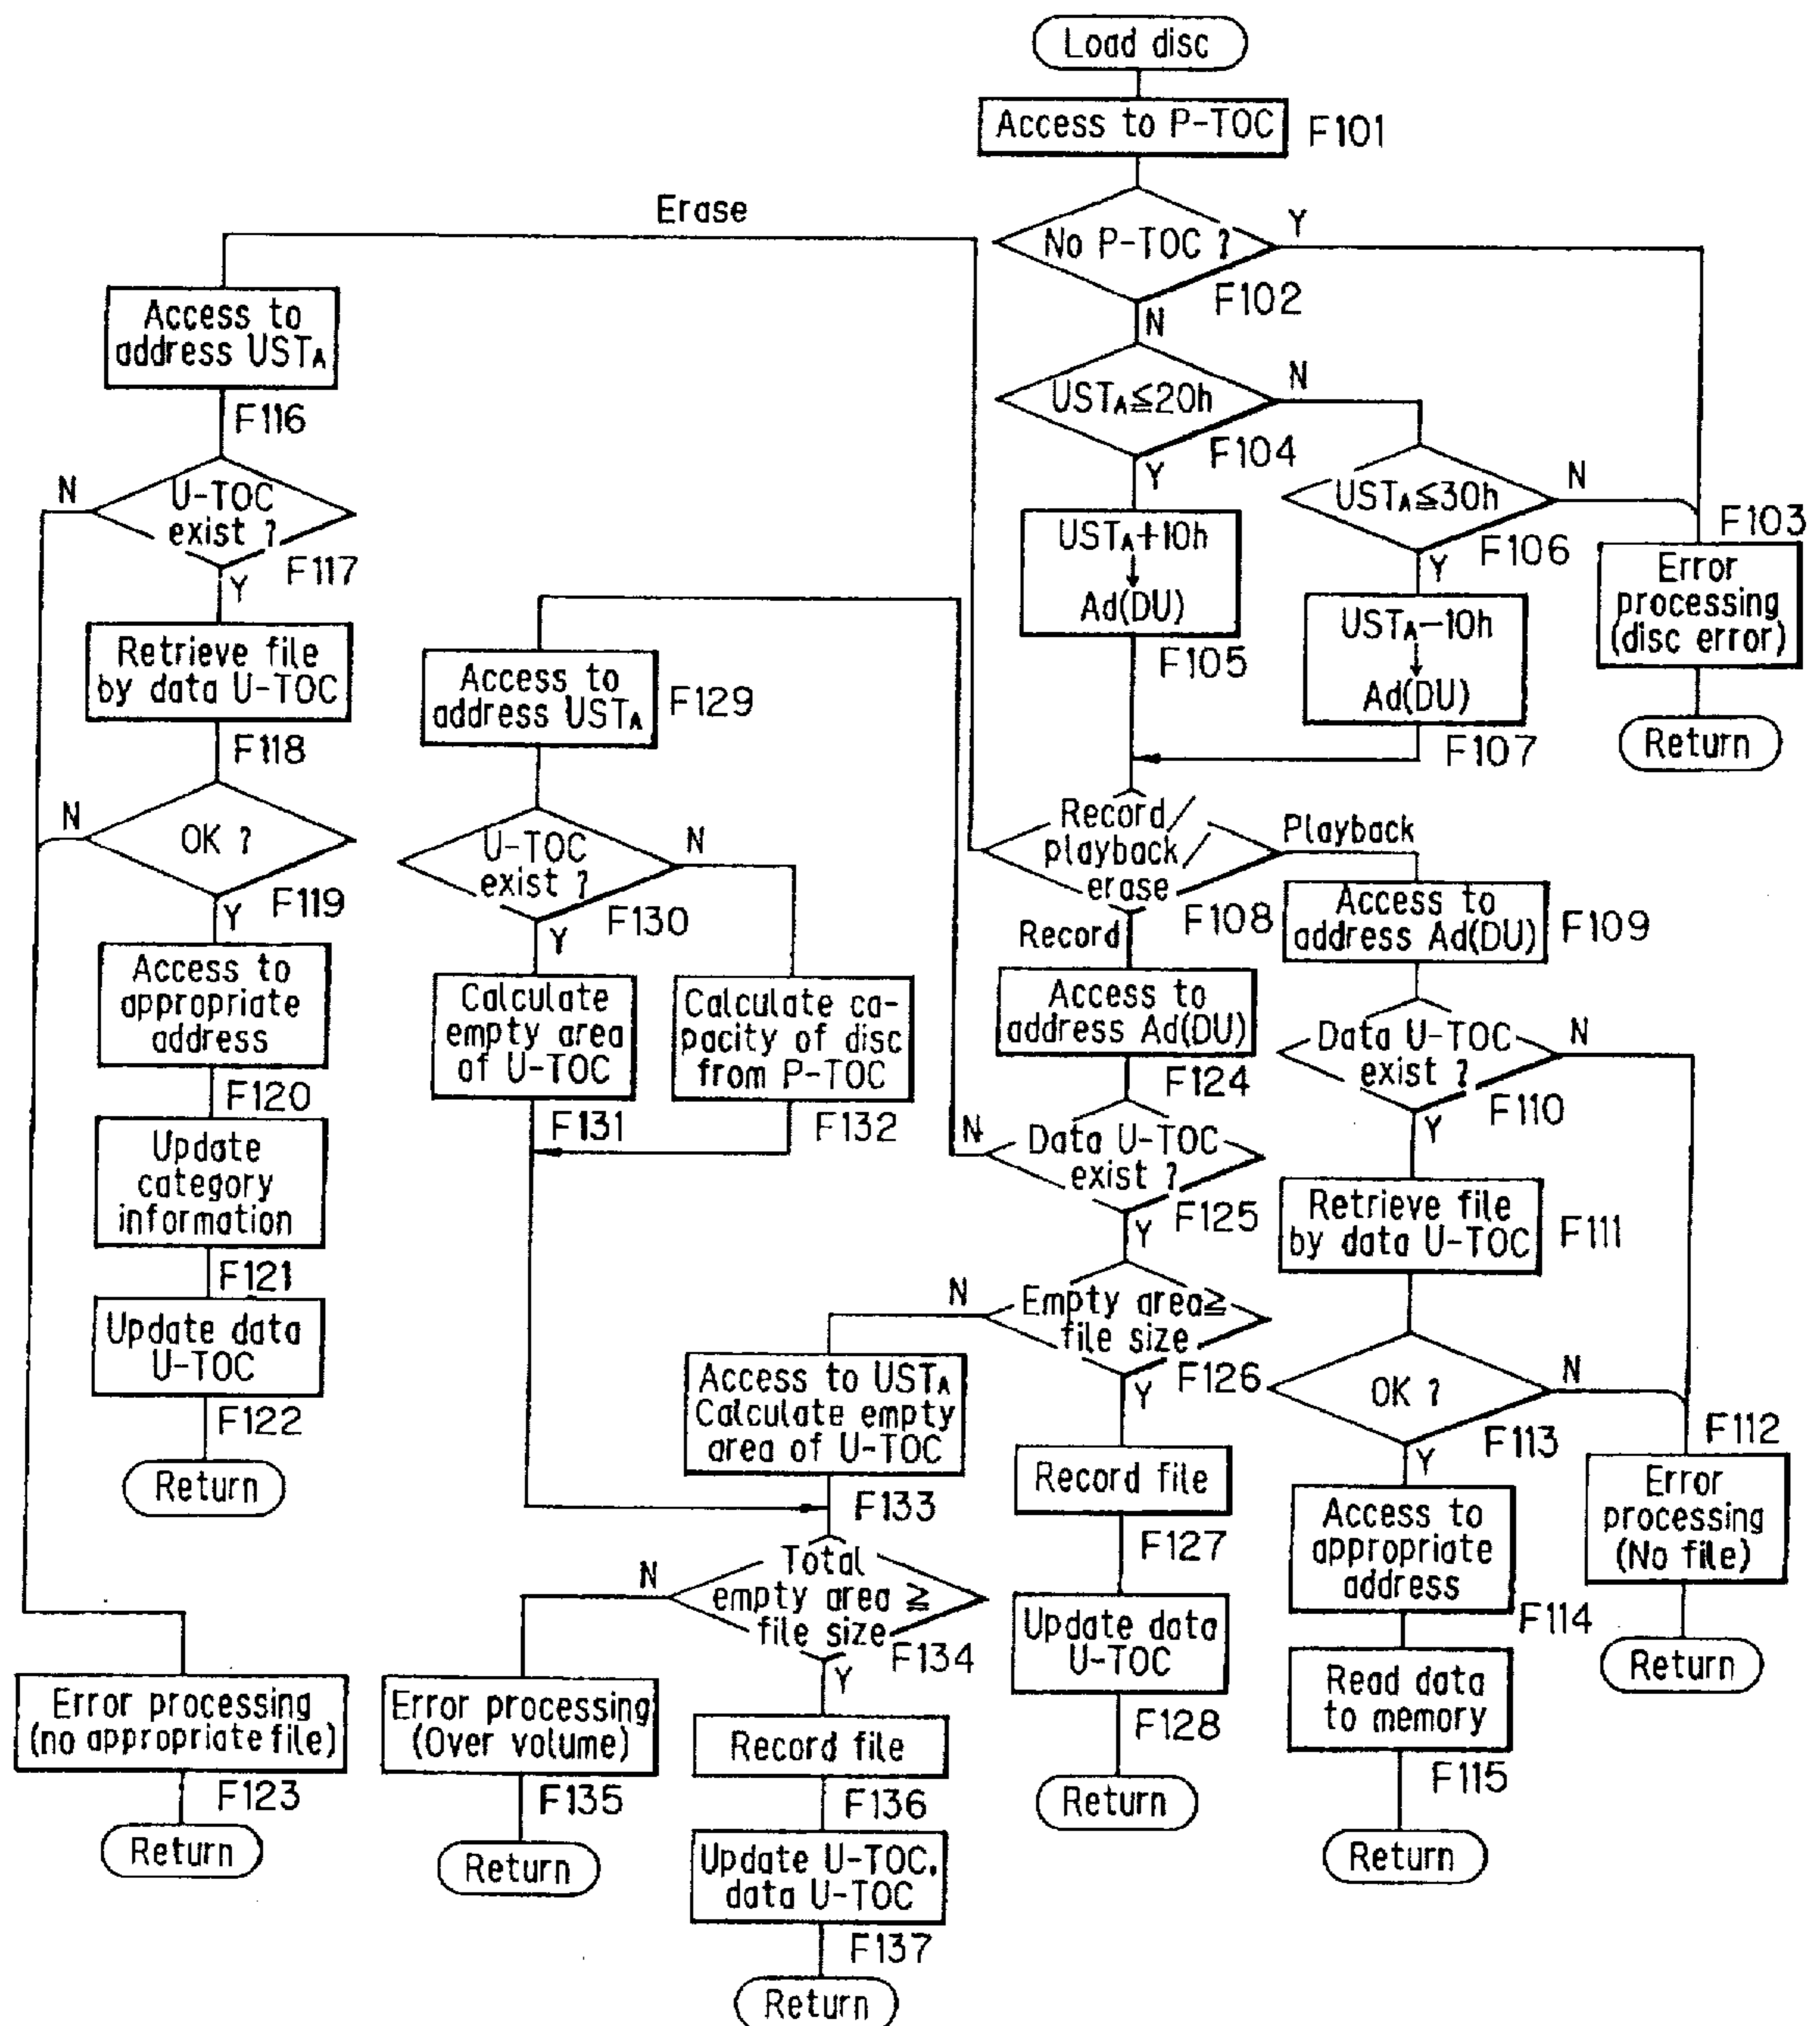 Load disc
Access to P-TOC
F101
No P-TOC ?
Y
F102
N
USTA≦20h
N
F104
Y
USTA+10h
↓
Ad(DU)
F105
USTA≦30h
N
F106
Y
USTA−10h
↓
Ad(DU)
F107
F103
Error
processing
(disc error)
Return
Record/
playback/
erase
F108
Erase
Playback
Record
Access to
address Ad(DU)
F109
Data U-TOC
exist ?
N
F110
Y
Retrieve file
by data U-TOC
F111
OK ?
N
F113
Y
F112
Error
processing
(No file)
Return
Access to
appropriate
address
F114
Read data
to memory
F115
Return
Access to
address USTA
F116
U-TOC
exist ?
N
F117
Y
Retrieve file
by data U-TOC
F118
OK ?
N
F119
Y
Access to
appropriate
address
F120
Update
category
information
F121
Update data
U-TOC
F122
Return
Error processing
(no appropriate file)
F123
Return
Access to
address Ad(DU)
F124
Data U-TOC
exist ?
N
F125
Y
Empty area≧
file size
N
F126
Y
Record file
F127
Update data
U-TOC
F128
Return
Access to
address USTA
F129
U-TOC
exist ?
N
F130
Y
Calculate
empty area
of U-TOC
F131
Calculate ca-
pacity of disc
from P-TOC
F132
Access to USTA
Calculate empty
area of U-TOC
F133
Total
empty area ≧
file size
N
F134
Y
Error processing
(Over volume)
F135
Return
Record file
F136
Update U-TOC,
data U-TOC
F137
Return